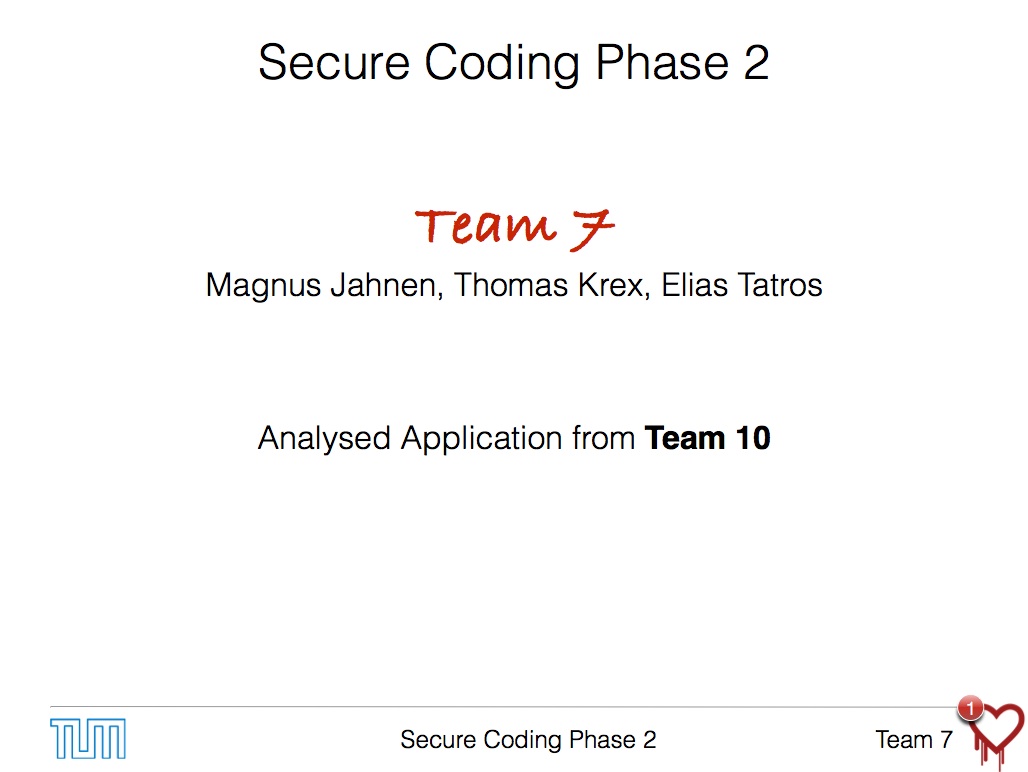 Secure Coding Phase 2
Team 7
Magnus Jahnen, Thomas Krex, Elias Tatros
Analysed Application from Team 10
TUM
Secure Coding Phase 2
Team 7
1